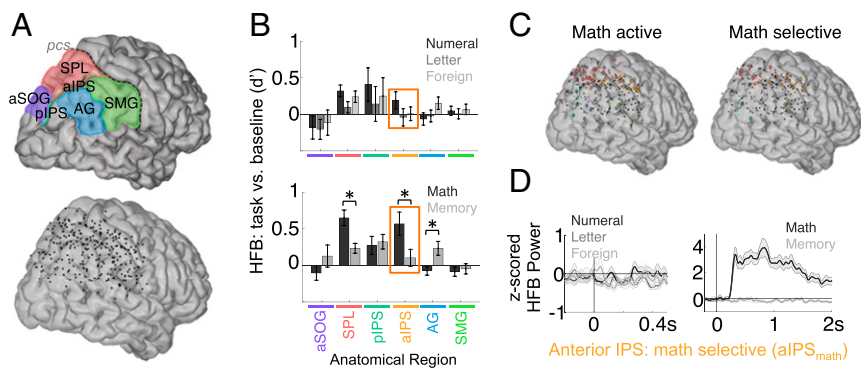 A
pcs
SPL
aIPS
aSOG
pIPS
AG
SMG
B
HFB: task vs. baseline (d')
1
0.5
0
Numeral
Letter
Foreign
1
0.5
0
Math
Memory
*
*
*
aSOG
SPL
pIPS
aIPS
AG
SMG
Anatomical Region
C
Math active
Math selective
D
z-scored
HFB Power
1
0
-1
Numeral
Letter
Foreign
0
0.4s
4
2
0
Math
Memory
0
1
2s
Anterior IPS: math selective (aIPSmath)